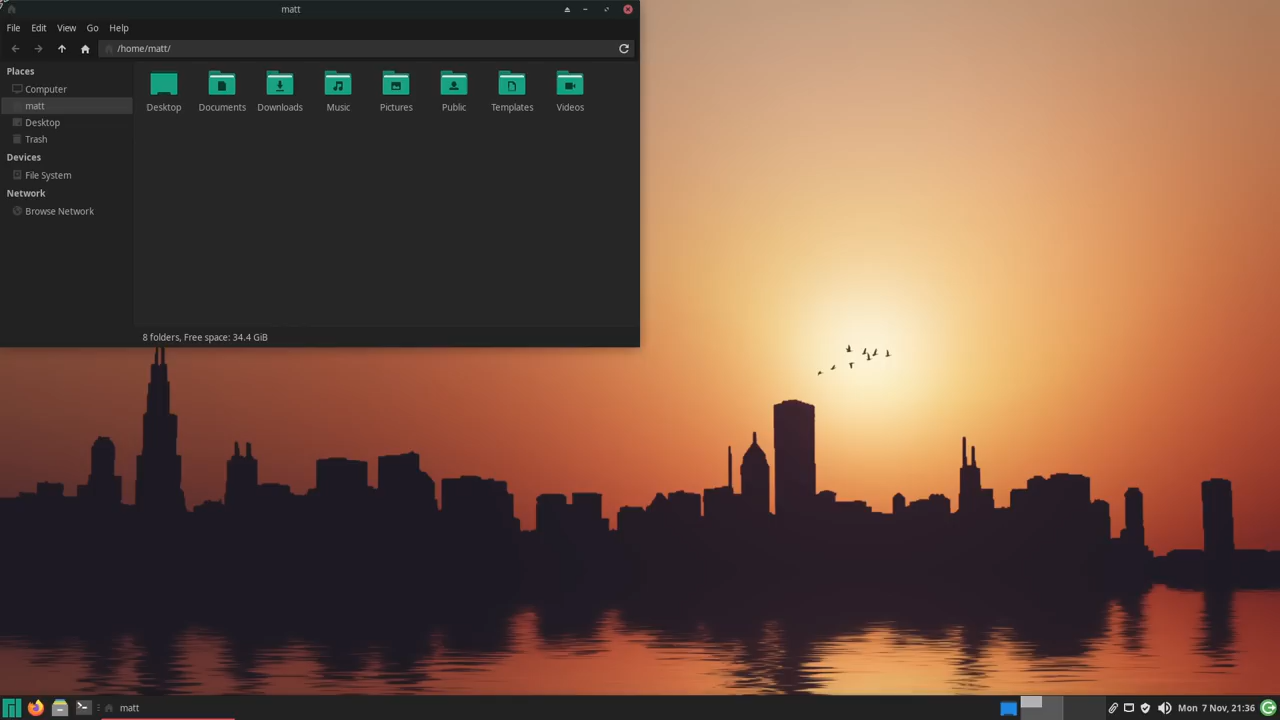 matt
File Edit View Go Help
/home/matt/
Places
Computer
matt
Desktop
Trash
Devices
File System
Network
Browse Network
Desktop Documents Downloads Music Pictures Public Templates Videos
8 folders, Free space: 34.4 GiB
matt
Mon 7 Nov, 21:36